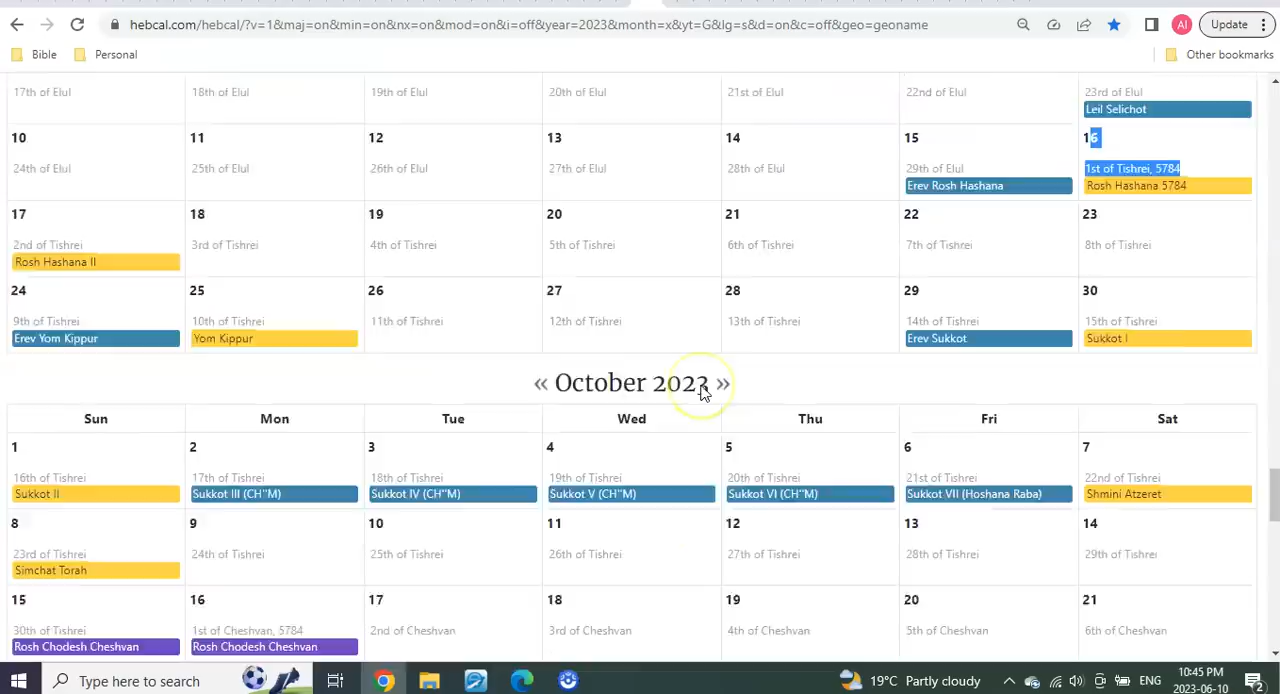 hebcal.com/hebcal/?v=1&maj=on&min=on&nx=on&mod=on&i=off&year=2023&month=x&yt=G&lg=s&d=on&c=off&geo=geoname
AI
Update
Bible
Personal
Other bookmarks
17th of Elul
18th of Elul
19th of Elul
20th of Elul
21st of Elul
22nd of Elul
23rd of Elul
Leil Selichot
10
11
12
13
14
15
16
24th of Elul
25th of Elul
26th of Elul
27th of Elul
28th of Elul
29th of Elul
1st of Tishrei, 5784
Erev Rosh Hashana
Rosh Hashana 5784
17
18
19
20
21
22
23
2nd of Tishrei
3rd of Tishrei
4th of Tishrei
5th of Tishrei
6th of Tishrei
7th of Tishrei
8th of Tishrei
Rosh Hashana II
24
25
26
27
28
29
30
9th of Tishrei
10th of Tishrei
11th of Tishrei
12th of Tishrei
13th of Tishrei
14th of Tishrei
15th of Tishrei
Erev Yom Kippur
Yom Kippur
Erev Sukkot
Sukkot I
« October 2023 »
Sun
Mon
Tue
Wed
Thu
Fri
Sat
1
2
3
4
5
6
7
16th of Tishrei
17th of Tishrei
18th of Tishrei
19th of Tishrei
20th of Tishrei
21st of Tishrei
22nd of Tishrei
Sukkot II
Sukkot III (CH''M)
Sukkot IV (CH''M)
Sukkot V (CH''M)
Sukkot VI (CH''M)
Sukkot VII (Hoshana Raba)
Shmini Atzeret
8
9
10
11
12
13
14
23rd of Tishrei
24th of Tishrei
25th of Tishrei
26th of Tishrei
27th of Tishrei
28th of Tishrei
29th of Tishrei
Simchat Torah
15
16
17
18
19
20
21
30th of Tishrei
1st of Cheshvan, 5784
2nd of Cheshvan
3rd of Cheshvan
4th of Cheshvan
5th of Cheshvan
6th of Cheshvan
Rosh Chodesh Cheshvan
Rosh Chodesh Cheshvan
Type here to search
19°C Partly cloudy
ENG
10:45 PM
2023-06-10
2